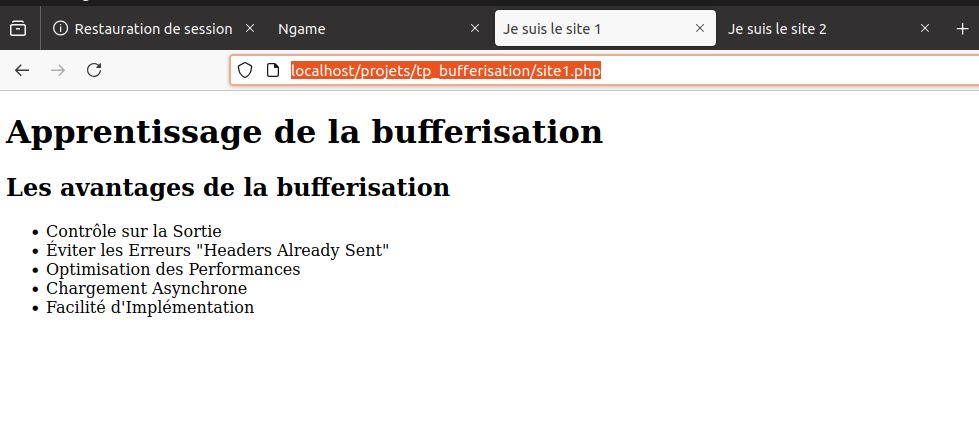 Restauration de session
Ngame
Je suis le site 1
Je suis le site 2
localhost/projets/tp_bufferisation/site1.php
Apprentissage de la bufferisation
Les avantages de la bufferisation
• Contrôle sur la Sortie
• Éviter les Erreurs "Headers Already Sent"
• Optimisation des Performances
• Chargement Asynchrone
• Facilité d'Implémentation